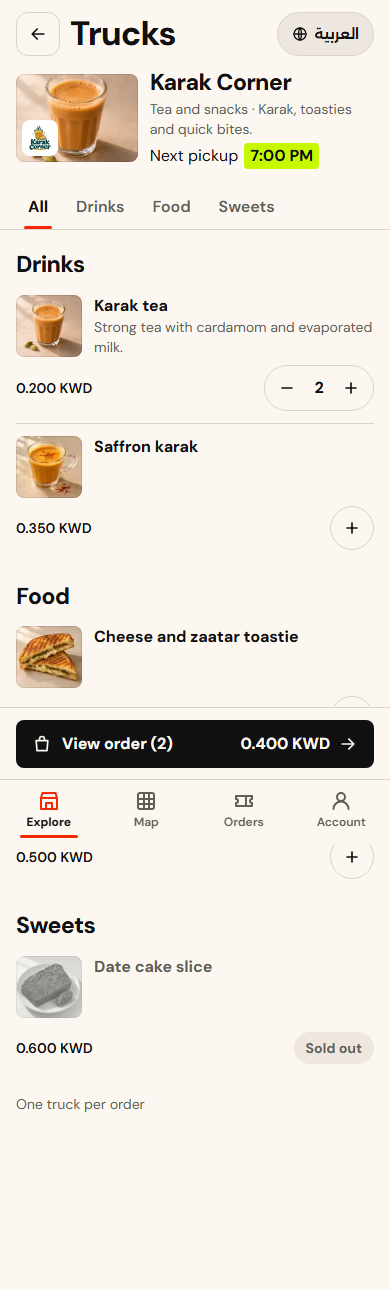 Trucks
العربية
Karak Corner
Karak
Corner
Tea and snacks · Karak, toasties
and quick bites.
Next pickup 7:00 PM
All Drinks Food Sweets
Drinks
Karak tea
Strong tea with cardamom and evaporated
milk.
0.200 KWD
2
Saffron karak
0.350 KWD
Food
Cheese and zaatar toastie
View order (2) 0.400 KWD
Explore Map Orders Account
0.500 KWD
Sweets
Date cake slice
0.600 KWD Sold out
One truck per order